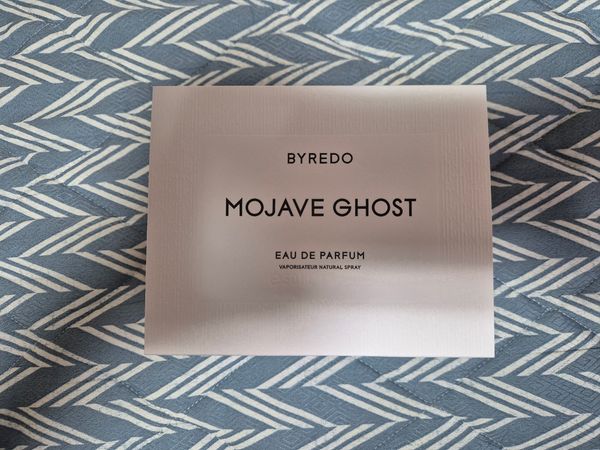 BYREDO
MOJAVE GHOST
EAU DE PARFUM
VAPORISATEUR NATURAL SPRAY